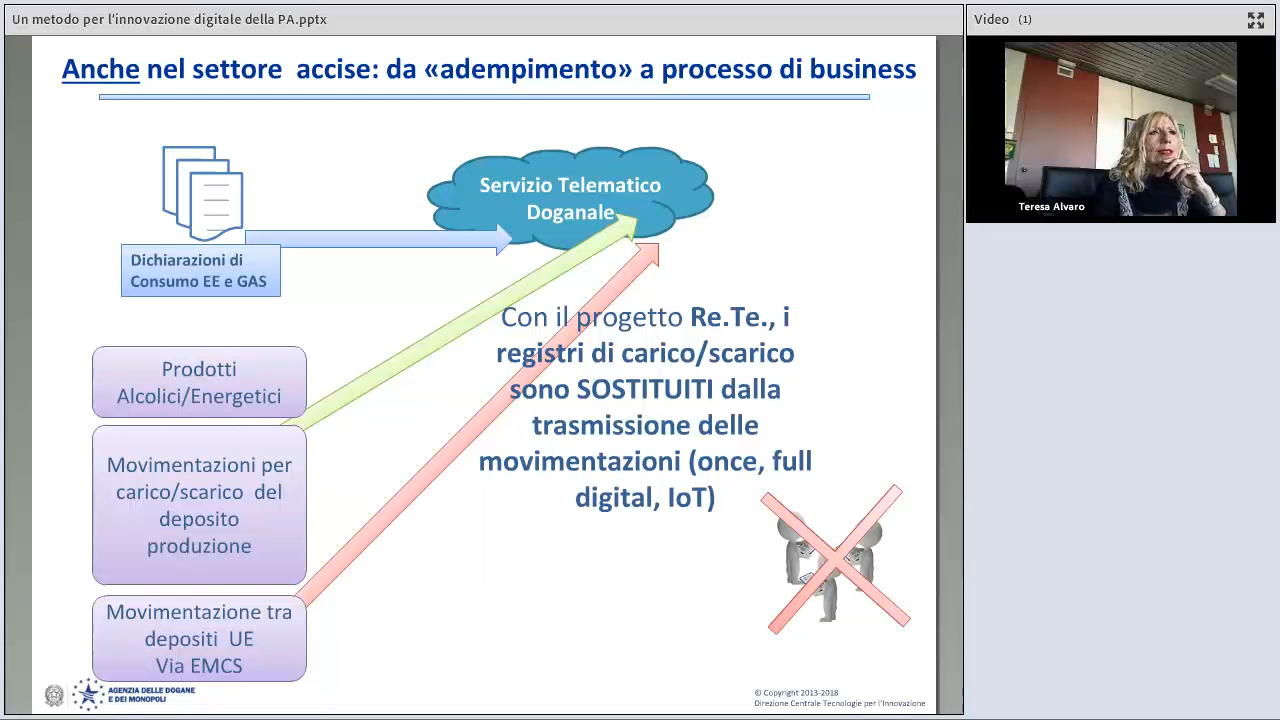 Un metodo per l'innovazione digitale della PA.pptx
Video (1)
Anche nel settore accise: da «adempimento» a processo di business
Servizio Telematico
Doganale
Dichiarazioni di
Consumo EE e GAS
Con il progetto Re.Te., i
registri di carico/scarico
sono SOSTITUITI dalla
trasmissione delle
movimentazioni (once, full
digital, IoT)
Prodotti
Alcolici/Energetici
Movimentazioni per
carico/scarico del
deposito
produzione
Movimentazione tra
depositi UE
Via EMCS
AGENZIA DELLE DOGANE
E DEI MONOPOLI
© Copyright 2013-2018
Direzione Centrale Tecnologie per l'Innovazione
Teresa Alvaro